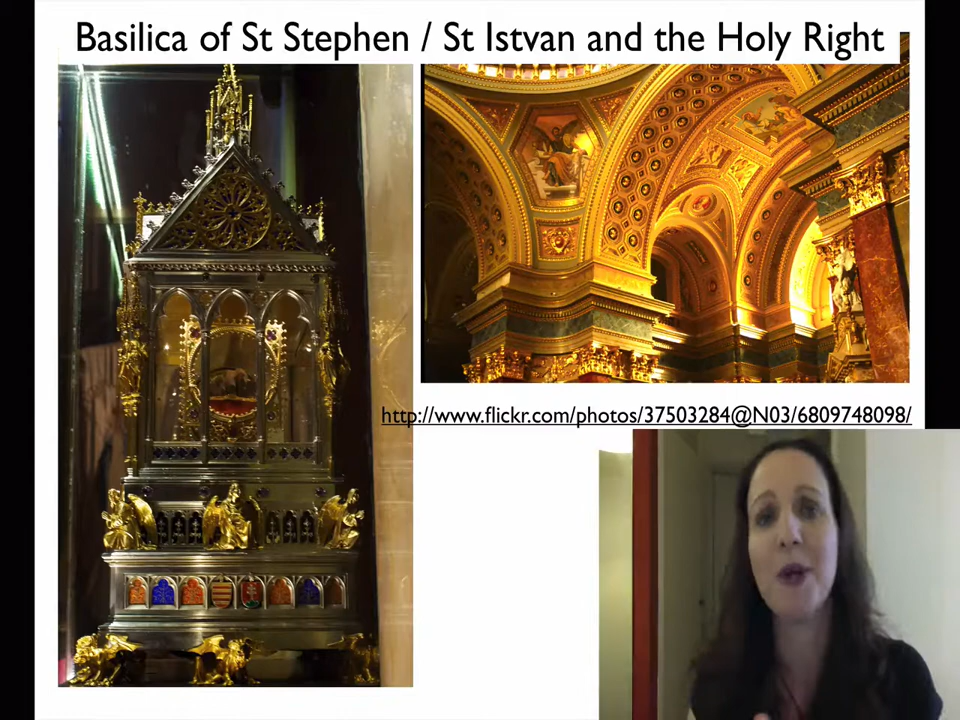 Basilica of St Stephen / St Istvan and the Holy Right
http://www.flickr.com/photos/37503284@N03/6809748098/